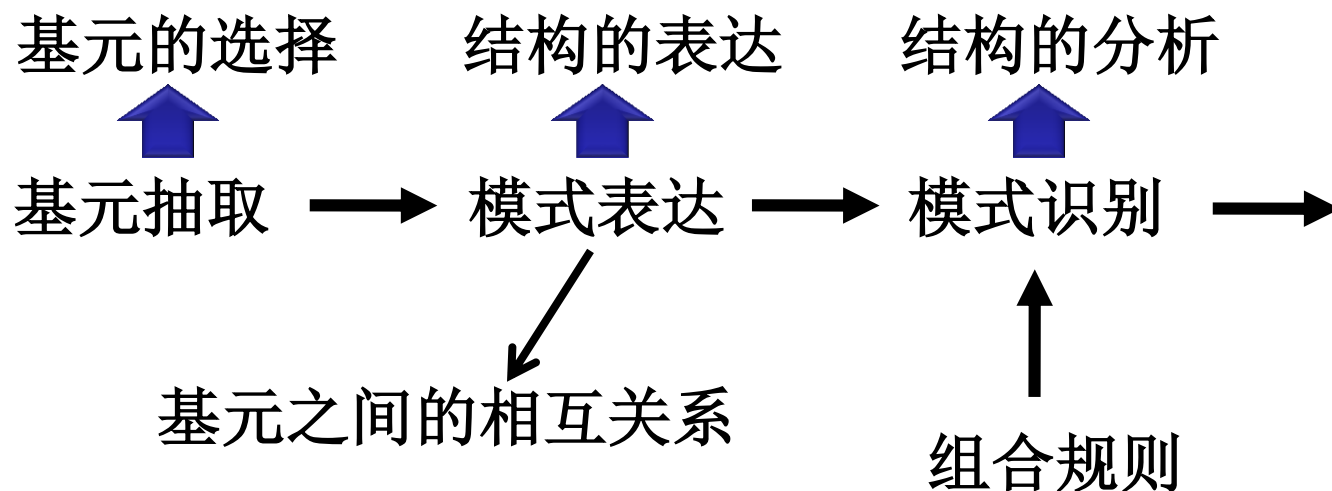 基元的选择 结构的表达 结构的分析
基元抽取 模式表达 模式识别
基元之间的相互关系
组合规则